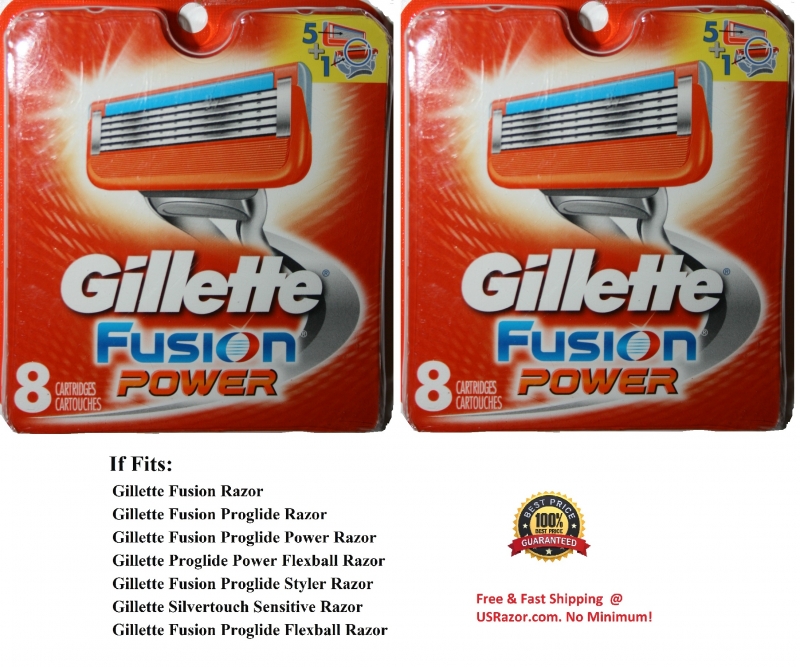 5
+1
Gillette®
FUSION®
POWER
8 CARTRIDGES
CARTOUCHES
5
+1
Gillette®
FUSION®
POWER
8 CARTRIDGES
CARTOUCHES
If Fits:
Gillette Fusion Razor
Gillette Fusion Proglide Razor
Gillette Fusion Proglide Power Razor
Gillette Proglide Power Flexball Razor
Gillette Fusion Proglide Styler Razor
Gillette Silvertouch Sensitive Razor
Gillette Fusion Proglide Flexball Razor
BEST PRICE
100%
BEST PRICE
GUARANTEED
Free & Fast Shipping @
USRazor.com. No Minimum!